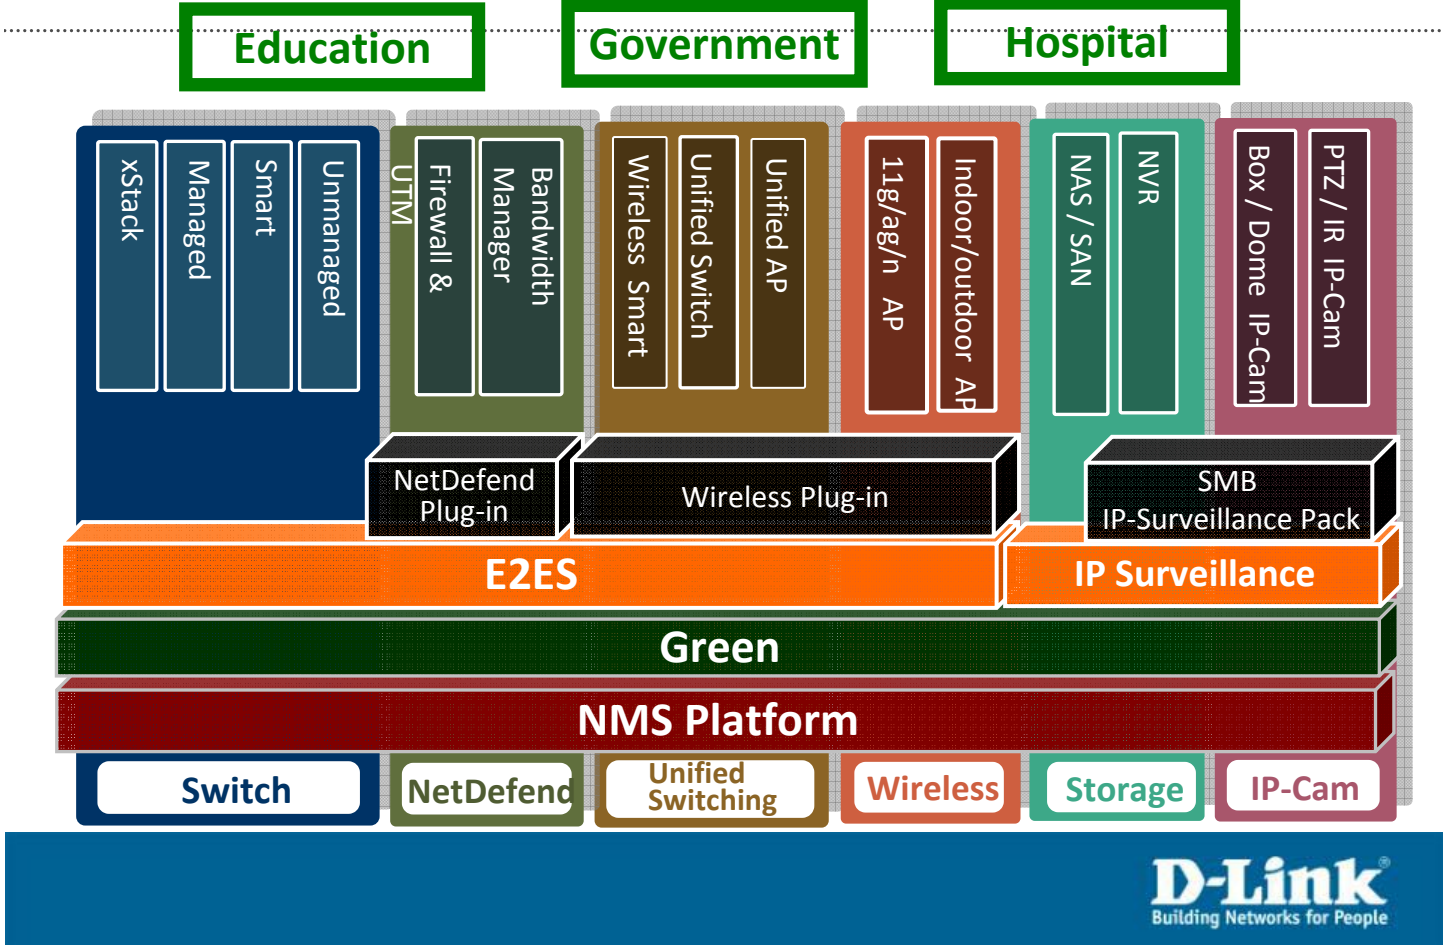 Education
Government
Hospital
xStack
Managed
Smart
Unmanaged
Firewall &
UTM
Bandwidth
Manager
Wireless Smart
Unified Switch
Unified AP
11g/ag/n AP
Indoor/outdoor AP
NAS / SAN
NVR
Box / Dome IP-Cam
PTZ / IR IP-Cam
NetDefend
Plug-in
Wireless Plug-in
SMB
IP-Surveillance Pack
E2ES
IP Surveillance
Green
NMS Platform
Switch
NetDefend
Unified
Switching
Wireless
Storage
IP-Cam
D-Link®
Building Networks for People